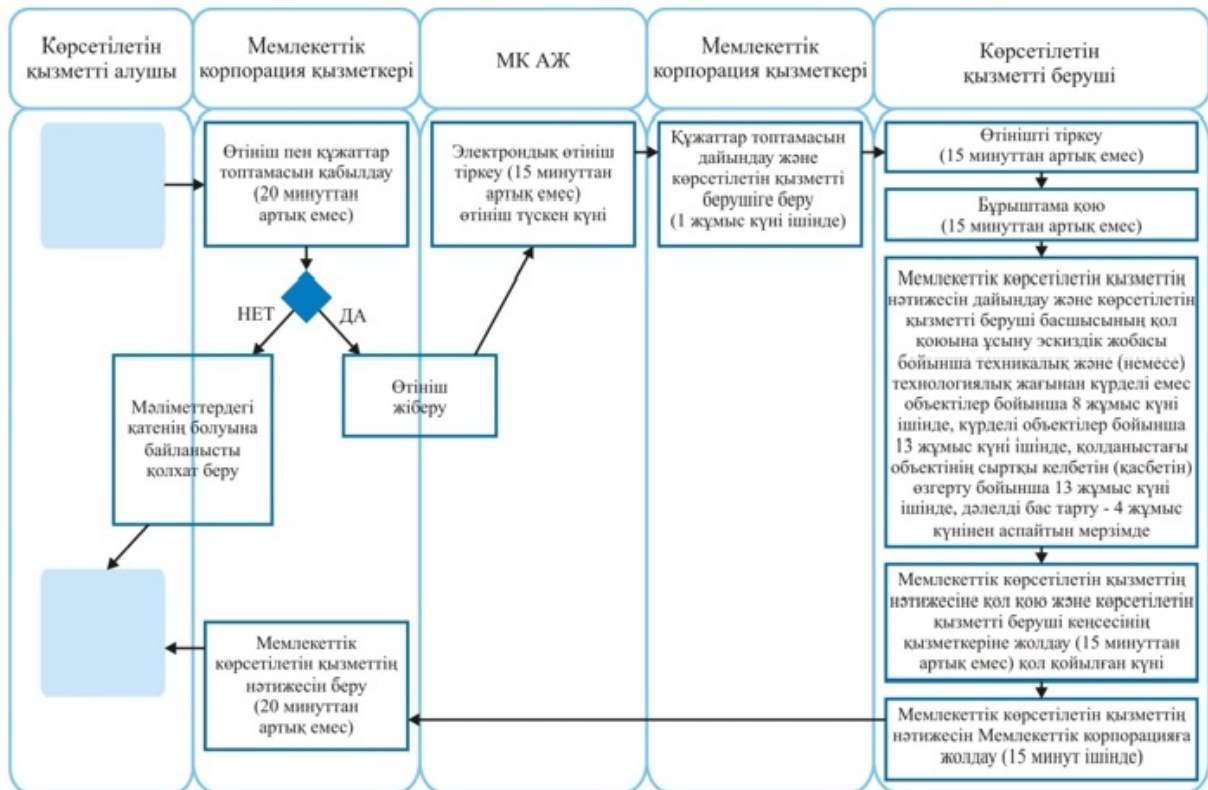 Көрсетілетін
қызметті алушы
Мемлекеттік
корпорация қызметкері
МК АЖ
Мемлекеттік
корпорация қызметкері
Көрсетілетін
қызметті беруші
Өтініш пен құжаттар
топтамасын қабылдау
(20 минуттан
артық емес)
НЕТ
ДА
Мәліметтердегі
қатенің болуына
байланысты
қолхат беру
Өтініш
жіберу
Электрондық өтініш
тіркеу (15 минуттан
артық емес)
өтініш түскен күні
Құжаттар топтамасын
дайындау және
көрсетілетін қызметті
берушіге беру
(1 жұмыс күні ішінде)
Өтінішті тіркеу
(15 минуттан артық емес)
Бұрыштама қою
(15 минуттан артық емес)
Мемлекеттік көрсетілетін қызметтің
нәтижесін дайындау және көрсетілетін
қызметті беруші басшысының қол
қоюына ұсыну эскиздік жобасы
бойынша техникалық және (немесе)
технологиялық жағынан күрделі емес
объектілер бойынша 8 жұмыс күні
ішінде, күрделі объектілер бойынша
13 жұмыс күні ішінде, қолданыстағы
объектінің сыртқы келбетін (қасбетін)
өзгерту бойынша 13 жұмыс күні
ішінде, дәлелді бас тарту - 4 жұмыс
күнінен аспайтын мерзімде
Мемлекеттік көрсетілетін қызметтің
нәтижесіне қол қою және көрсетілетін
қызметті беруші кеңсесінің
қызметкеріне жолдау (15 минуттан
артық емес) қол қойылған күні
Мемлекеттік көрсетілетін қызметтің
нәтижесін Мемлекеттік корпорацияға
жолдау (15 минут ішінде)
Мемлекеттік
көрсетілетін қызметтің
нәтижесін беру
(20 минуттан
артық емес)